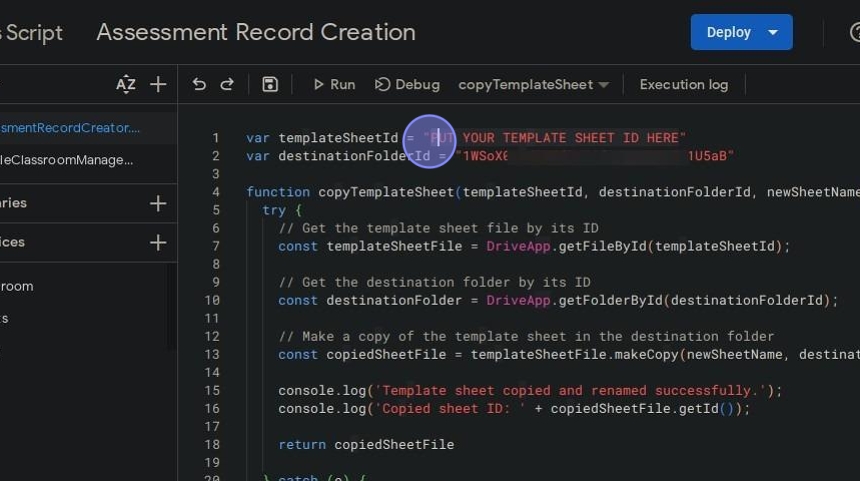 s Script Assessment Record Creation Deploy
AZ Run Debug copyTemplateSheet Execution log
smentRecordCreator....
leClassroomManage...
aries
ices
room
ts
1 var templateSheetId = "PUT YOUR TEMPLATE SHEET ID HERE"
2 var destinationFolderId = "1WSoX 1U5aB"
3
4 function copyTemplateSheet(templateSheetId, destinationFolderId, newSheetName
5 try {
6 // Get the template sheet file by its ID
7 const templateSheetFile = DriveApp.getFileById(templateSheetId);
8
9 // Get the destination folder by its ID
10 const destinationFolder = DriveApp.getFolderById(destinationFolderId);
11
12 // Make a copy of the template sheet in the destination folder
13 const copiedSheetFile = templateSheetFile.makeCopy(newSheetName, destinat
14
15 console.log('Template sheet copied and renamed successfully.');
16 console.log('Copied sheet ID: ' + copiedSheetFile.getId());
17
18 return copiedSheetFile
19
20 } catch (e) {